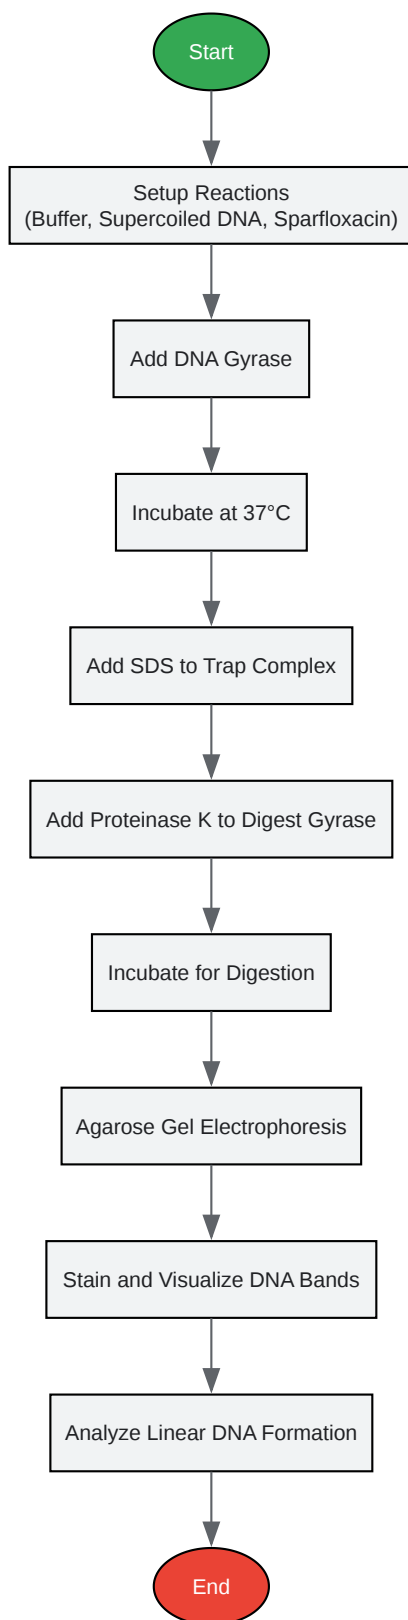 Start
Setup Reactions
(Buffer, Supercoiled DNA, Sparfloxacin)
Add DNA Gyrase
Incubate at 37°C
Add SDS to Trap Complex
Add Proteinase K to Digest Gyrase
Incubate for Digestion
Agarose Gel Electrophoresis
Stain and Visualize DNA Bands
Analyze Linear DNA Formation
End